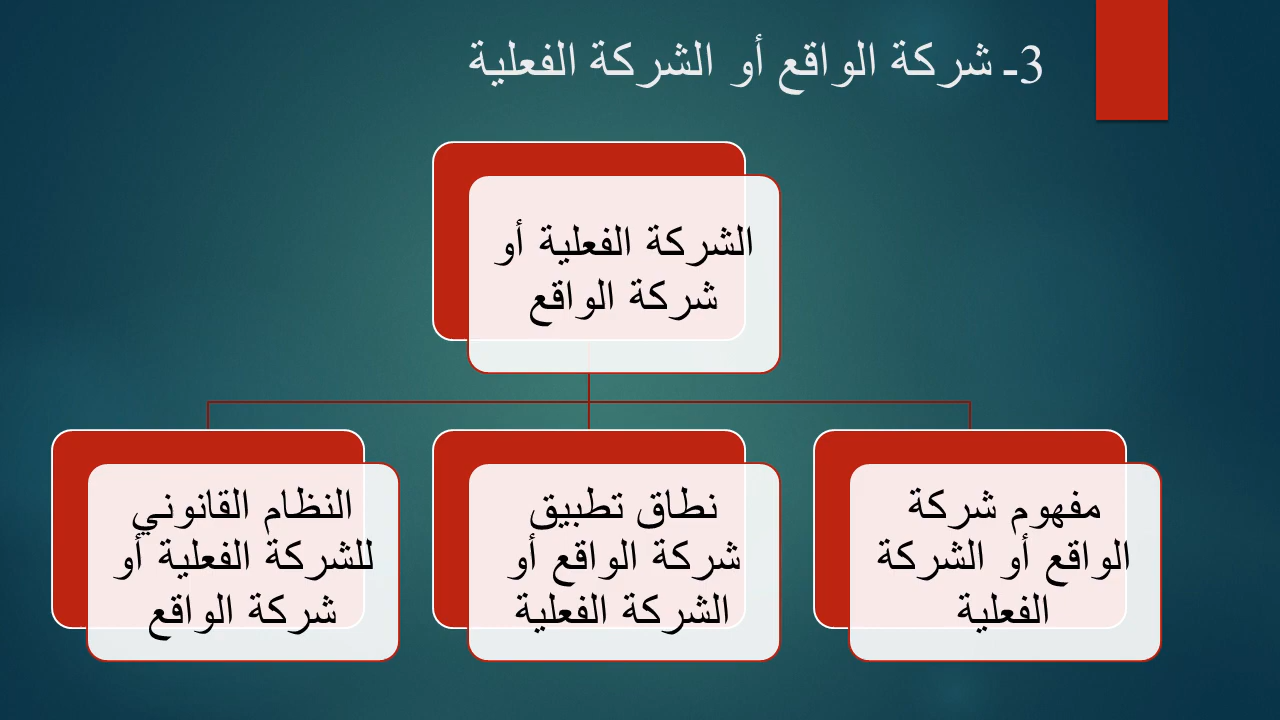 3ـ شركة الواقع أو الشركة الفعلية
الشركة الفعلية أو
شركة الواقع
مفهوم شركة
الواقع أو الشركة
الفعلية
نطاق تطبيق
شركة الواقع أو
الشركة الفعلية
النظام القانوني
للشركة الفعلية أو
شركة الواقع